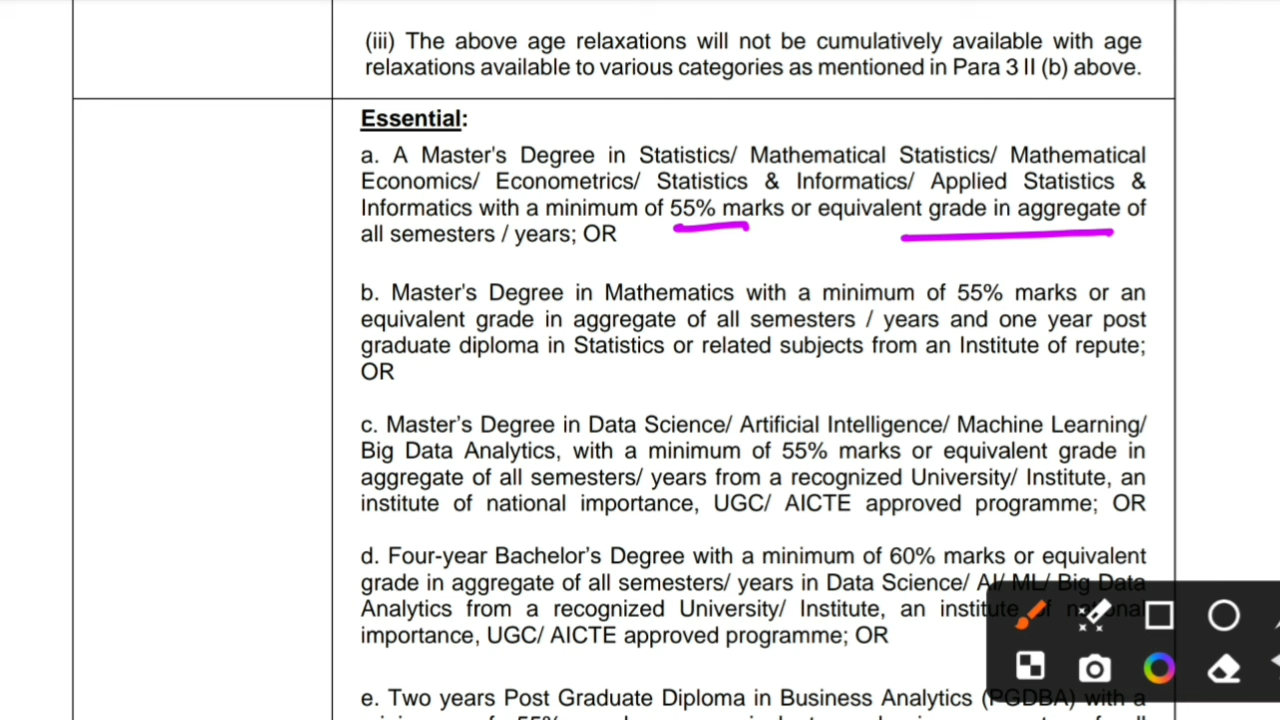 (iii) The above age relaxations will not be cumulatively available with age
relaxations available to various categories as mentioned in Para 3 II (b) above.
Essential:
a. A Master's Degree in Statistics/ Mathematical Statistics/ Mathematical
Economics/ Econometrics/ Statistics & Informatics/ Applied Statistics &
Informatics with a minimum of 55% marks or equivalent grade in aggregate of
all semesters / years; OR
b. Master's Degree in Mathematics with a minimum of 55% marks or an
equivalent grade in aggregate of all semesters / years and one year post
graduate diploma in Statistics or related subjects from an Institute of repute;
OR
c. Master’s Degree in Data Science/ Artificial Intelligence/ Machine Learning/
Big Data Analytics, with a minimum of 55% marks or equivalent grade in
aggregate of all semesters/ years from a recognized University/ Institute, an
institute of national importance, UGC/ AICTE approved programme; OR
d. Four-year Bachelor’s Degree with a minimum of 60% marks or equivalent
grade in aggregate of all semesters/ years in Data Science/ AI/ ML/ Big Data
Analytics from a recognized University/ Institute, an institute of national
importance, UGC/ AICTE approved programme; OR
e. Two years Post Graduate Diploma in Business Analytics (PGDBA) with a